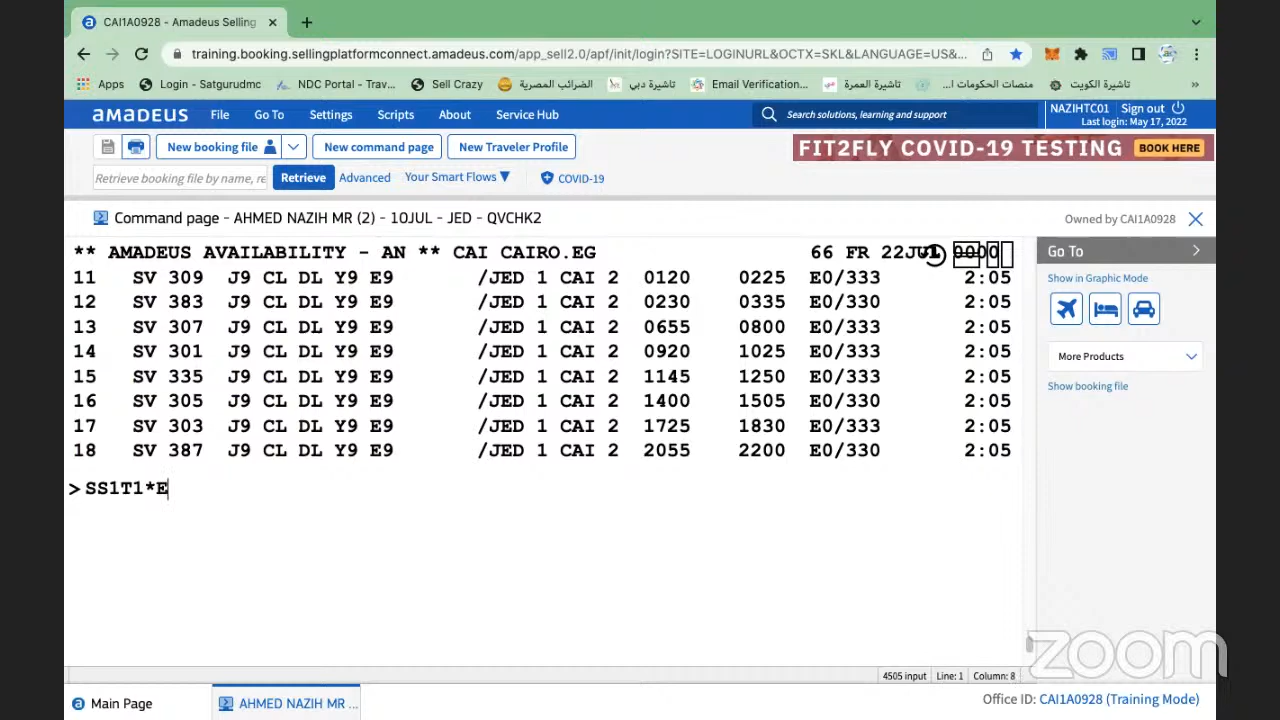 CAI1A0928 - Amadeus Selling
training.booking.sellingplatformconnect.amadeus.com/app_sel2.0/apf/init/login?SITE=LOGINURL&OCTX=SKL&LANGUAGE=US&...
Apps Login - Satgurudmc NDC Portal - Trav... Sell Crazy الضرائب المصرية تاشيرة دبي Email Verification... تاشيرة العمرة منصات الحكومات ا... تاشيرة الكويت »
amadeus File Go To Settings Scripts About Service Hub Search solutions, learning and support NAZIHTC01 Sign out
Last login: May 17, 2022
New booking file New command page New Traveler Profile FIT2FLY COVID-19 TESTING BOOK HERE
Retrieve booking file by name, re Retrieve Advanced Your Smart Flows ▼ COVID-19
Command page - AHMED NAZIH MR (2) - 10JUL - JED - QVCHK2 Owned by CAI1A0928
** AMADEUS AVAILABILITY - AN ** CAI CAIRO.EG 66 FR 22JUL 0000
11 SV 309 J9 CL DL Y9 E9 /JED 1 CAI 2 0120 0225 E0/333 2:05
12 SV 383 J9 CL DL Y9 E9 /JED 1 CAI 2 0230 0335 E0/330 2:05
13 SV 307 J9 CL DL Y9 E9 /JED 1 CAI 2 0655 0800 E0/333 2:05
14 SV 301 J9 CL DL Y9 E9 /JED 1 CAI 2 0920 1025 E0/333 2:05
15 SV 335 J9 CL DL Y9 E9 /JED 1 CAI 2 1145 1250 E0/333 2:05
16 SV 305 J9 CL DL Y9 E9 /JED 1 CAI 2 1400 1505 E0/330 2:05
17 SV 303 J9 CL DL Y9 E9 /JED 1 CAI 2 1725 1830 E0/330 2:05
18 SV 387 J9 CL DL Y9 E9 /JED 1 CAI 2 2055 2200 E0/330 2:05
>SS1T1*E
Go To
Show in Graphic Mode
More Products
Show booking file
zoom
4505 input Line: 1 Column: 8
Main Page AHMED NAZIH MR ... Office ID: CAI1A0928 (Training Mode)